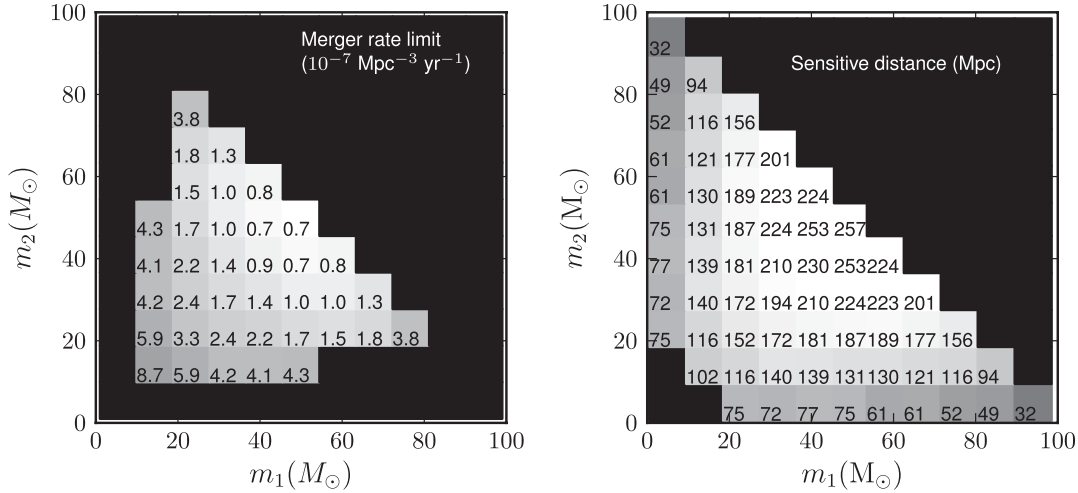 Merger rate limit
(10⁻⁷ Mpc⁻³ yr⁻¹)
100
80
60
40
20
0
m₂(M⊙)
3.8
1.8 1.3
1.5 1.0 0.8
4.3 1.7 1.0 0.7 0.7
4.1 2.2 1.4 0.9 0.7 0.8
4.2 2.4 1.7 1.4 1.0 1.0 1.3
5.9 3.3 2.4 2.2 1.7 1.5 1.8 3.8
8.7 5.9 4.2 4.1 4.3
0 20 40 60 80 100
m₁(M⊙)
Sensitive distance (Mpc)
100
80
60
40
20
0
m₂(M⊙)
32
49 94
52 116 156
61 121 177 201
61 130 189 223 224
75 131 187 224 253 257
77 139 181 210 230 253 224
72 140 172 194 210 224 223 201
75 116 152 172 181 187 189 177 156
102 116 140 139 131 130 121 116 94
75 72 77 75 61 61 52 49 32
0 20 40 60 80 100
m₁(M⊙)